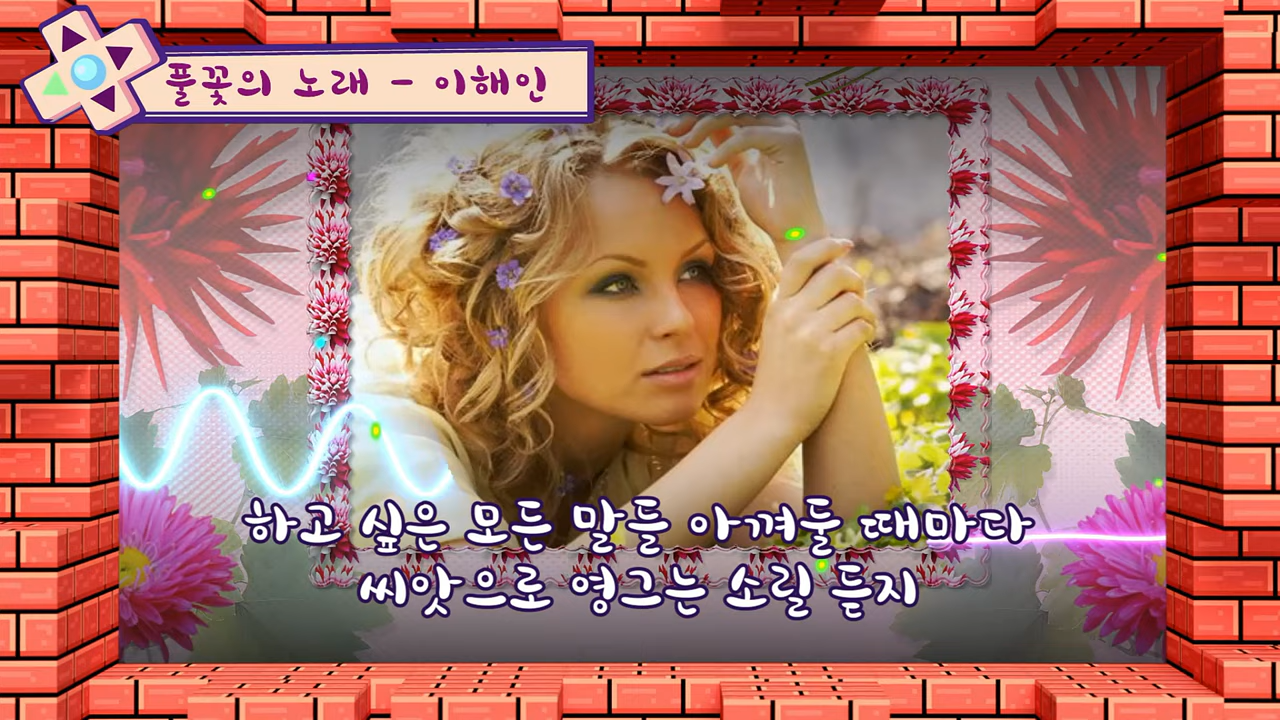 풀꽃의 노래 - 이해인
하고 싶은 모든 말들 아껴둘 때마다
씨앗으로 영그는 소릴 듣지